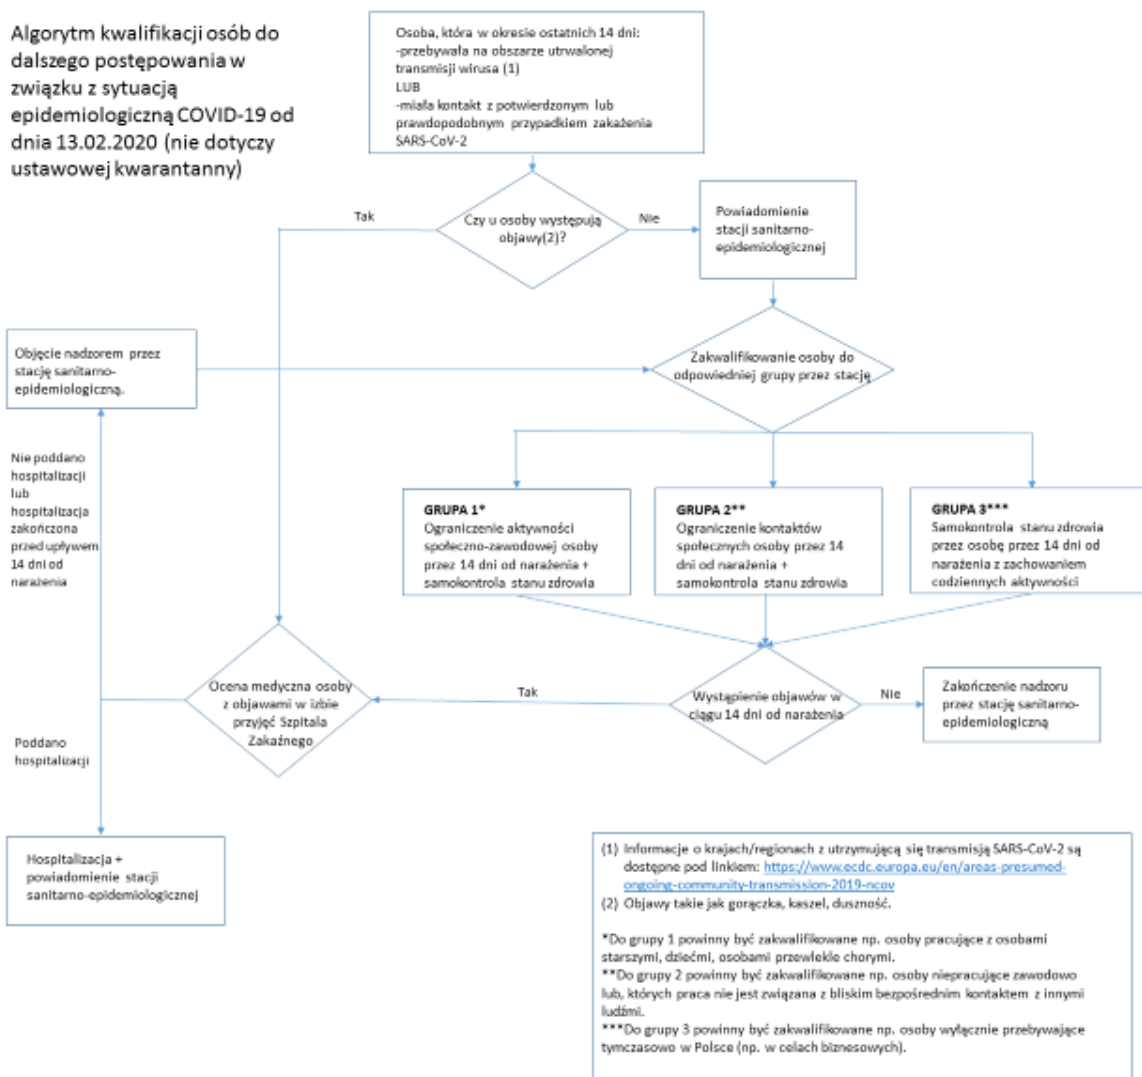 Algorytm kwalifikacji osób do
dalszego postępowania w
związku z sytuacją
epidemiologiczną COVID-19 od
dnia 13.02.2020 (nie dotyczy
ustawowej kwarantanny)
Osoba, która w okresie ostatnich 14 dni:
-przebywała na obszarze utrwalonej
transmisji wirusa (1)
LUB
-miała kontakt z potwierdzonym lub
prawdopodobnym przypadkiem zakażenia
SARS-CoV-2
Tak
Czy u osoby występują
objawy(2)?
Nie
Powiadomienie
stacji sanitarno-
epidemiologicznej
Objęcie nadzorem przez
stację sanitarno-
epidemiologiczną.
Zakwalifikowanie osoby do
odpowiedniej grupy przez stację
Nie poddano
hospitalizacji
lub
hospitalizacja
zakończona
przed upływem
14 dni od
narażenia
GRUPA 1*
Ograniczenie aktywności
społeczno-zawodowej osoby
przez 14 dni od narażenia +
samokontrola stanu zdrowia
GRUPA 2**
Ograniczenie kontaktów
społecznych osoby przez 14
dni od narażenia +
samokontrola stanu zdrowia
GRUPA 3***
Samokontrola stanu zdrowia
przez osobę przez 14 dni od
narażenia z zachowaniem
codziennych aktywności
Ocena medyczna osoby
z objawami w izbie
przyjęć Szpitala
Zakaźnego
Tak
Wystąpienie objawów w
ciągu 14 dni od narażenia
Nie
Zakończenie nadzoru
przez stację sanitarno-
epidemiologiczną
Poddano
hospitalizacji
Hospitalizacja +
powiadomienie stacji
sanitarno-epidemiologicznej
(1) Informacje o krajach/regionach z utrzymującą się transmisją SARS-CoV-2 są
dostępne pod linkiem: https://www.ecdc.europa.eu/en/areas-presumed-
ongoing-community-transmission-2019-ncov
(2) Objawy takie jak gorączka, kaszel, duszność.
*Do grupy 1 powinny być zakwalifikowane np. osoby pracujące z osobami
starszymi, dziećmi, osobami przewlekle chorymi.
**Do grupy 2 powinny być zakwalifikowane np. osoby niepracujące zawodowo
lub, których praca nie jest związana z bliskim bezpośrednim kontaktem z innymi
ludźmi.
***Do grupy 3 powinny być zakwalifikowane np. osoby wyłącznie przebywające
tymczasowo w Polsce (np. w celach biznesowych).